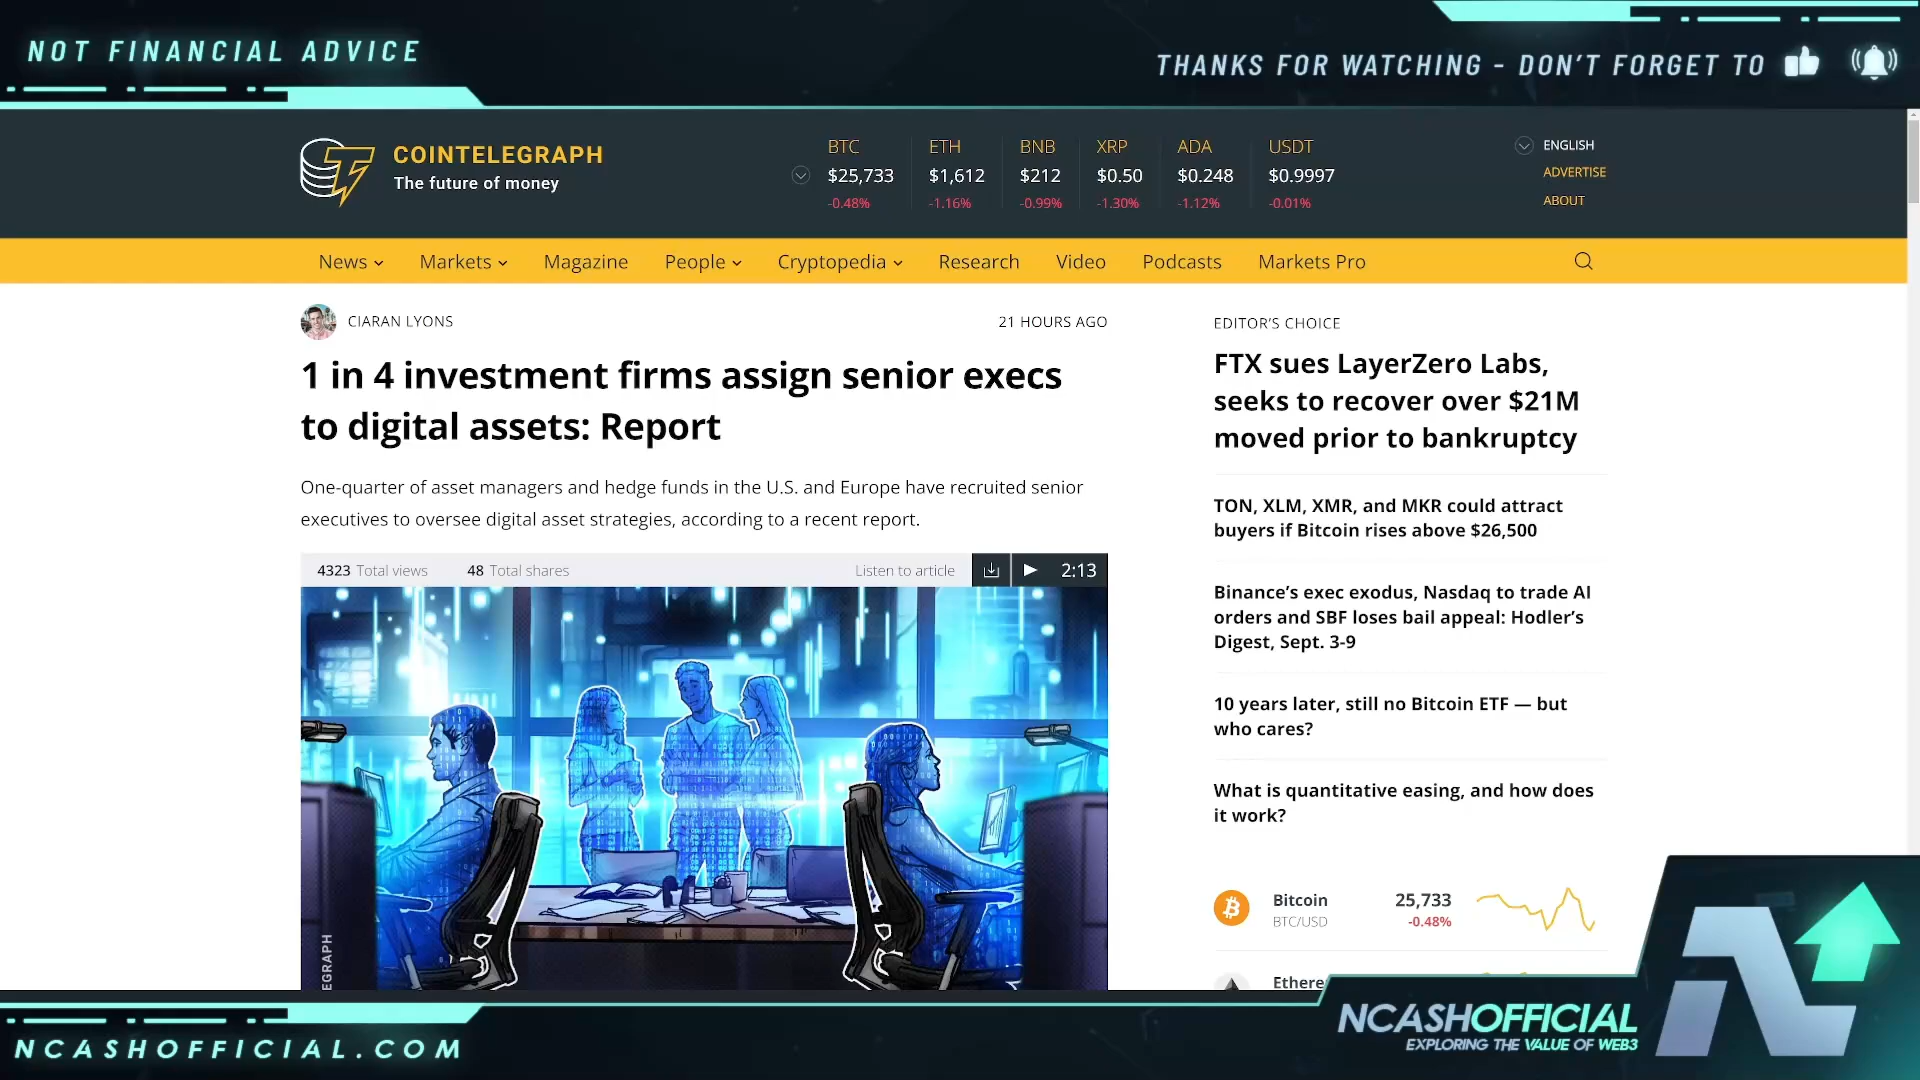 NOT FINANCIAL ADVICE
THANKS FOR WATCHING - DON'T FORGET TO
COINTELEGRAPH
The future of money
BTC ETH BNB XRP ADA USDT
$25,733 $1,612 $212 $0.50 $0.248 $0.9997
-0.48% -1.16% -0.99% -1.30% -1.12% -0.01%
ENGLISH
ADVERTISE
ABOUT
News Markets Magazine People Cryptopedia Research Video Podcasts Markets Pro
CIARAN LYONS
21 HOURS AGO
1 in 4 investment firms assign senior execs
to digital assets: Report
One-quarter of asset managers and hedge funds in the U.S. and Europe have recruited senior
executives to oversee digital asset strategies, according to a recent report.
4323 Total views 48 Total shares Listen to article 2:13
EGRAPH
EDITOR'S CHOICE
FTX sues LayerZero Labs,
seeks to recover over $21M
moved prior to bankruptcy
TON, XLM, XMR, and MKR could attract
buyers if Bitcoin rises above $26,500
Binance’s exec exodus, Nasdaq to trade AI
orders and SBF loses bail appeal: Hodler’s
Digest, Sept. 3-9
10 years later, still no Bitcoin ETF — but
who cares?
What is quantitative easing, and how does
it work?
Bitcoin 25,733
BTC/USD -0.48%
Ethere
NCASHOFFICIAL.COM
NCASHOFFICIAL
EXPLORING THE VALUE OF WEB3